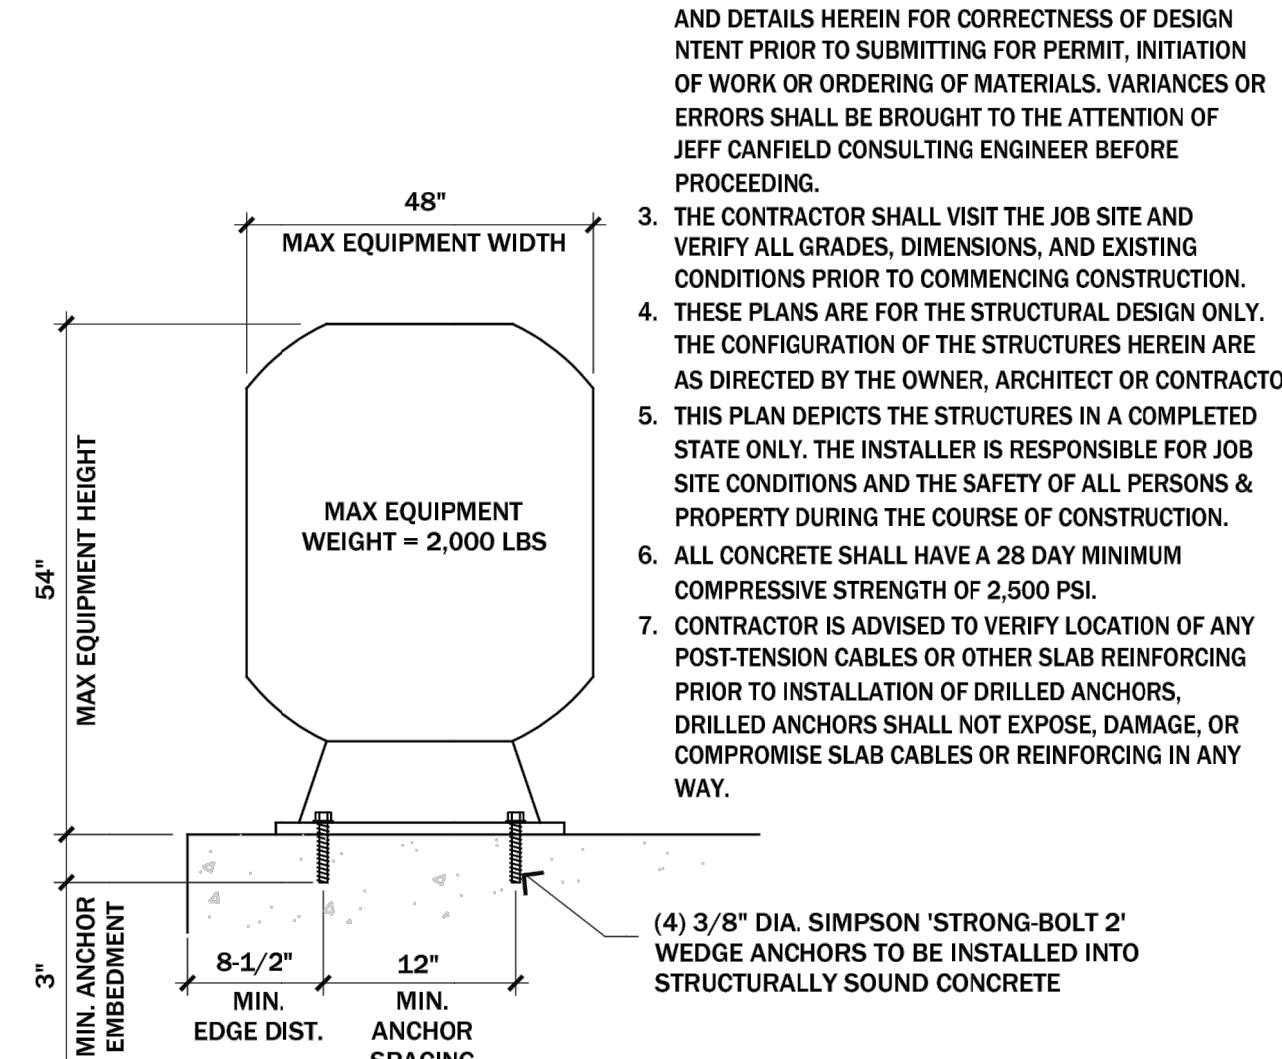 AND DETAILS HEREIN FOR CORRECTNESS OF DESIGN
NTENT PRIOR TO SUBMITTING FOR PERMIT, INITIATION
OF WORK OR ORDERING OF MATERIALS. VARIANCES OR
ERRORS SHALL BE BROUGHT TO THE ATTENTION OF
JEFF CANFIELD CONSULTING ENGINEER BEFORE
PROCEEDING.
3. THE CONTRACTOR SHALL VISIT THE JOB SITE AND
VERIFY ALL GRADES, DIMENSIONS, AND EXISTING
CONDITIONS PRIOR TO COMMENCING CONSTRUCTION.
4. THESE PLANS ARE FOR THE STRUCTURAL DESIGN ONLY.
THE CONFIGURATION OF THE STRUCTURES HEREIN ARE
AS DIRECTED BY THE OWNER, ARCHITECT OR CONTRACTO
5. THIS PLAN DEPICTS THE STRUCTURES IN A COMPLETED
STATE ONLY. THE INSTALLER IS RESPONSIBLE FOR JOB
SITE CONDITIONS AND THE SAFETY OF ALL PERSONS &
PROPERTY DURING THE COURSE OF CONSTRUCTION.
6. ALL CONCRETE SHALL HAVE A 28 DAY MINIMUM
COMPRESSIVE STRENGTH OF 2,500 PSI.
7. CONTRACTOR IS ADVISED TO VERIFY LOCATION OF ANY
POST-TENSION CABLES OR OTHER SLAB REINFORCING
PRIOR TO INSTALLATION OF DRILLED ANCHORS,
DRILLED ANCHORS SHALL NOT EXPOSE, DAMAGE, OR
COMPROMISE SLAB CABLES OR REINFORCING IN ANY
WAY.
48"
MAX EQUIPMENT WIDTH
54"
MAX EQUIPMENT HEIGHT
MAX EQUIPMENT
WEIGHT = 2,000 LBS
3"
MIN. ANCHOR
EMBEDMENT
8-1/2"
MIN.
EDGE DIST.
12"
MIN.
ANCHOR
SPACING
(4) 3/8" DIA. SIMPSON 'STRONG-BOLT 2'
WEDGE ANCHORS TO BE INSTALLED INTO
STRUCTURALLY SOUND CONCRETE